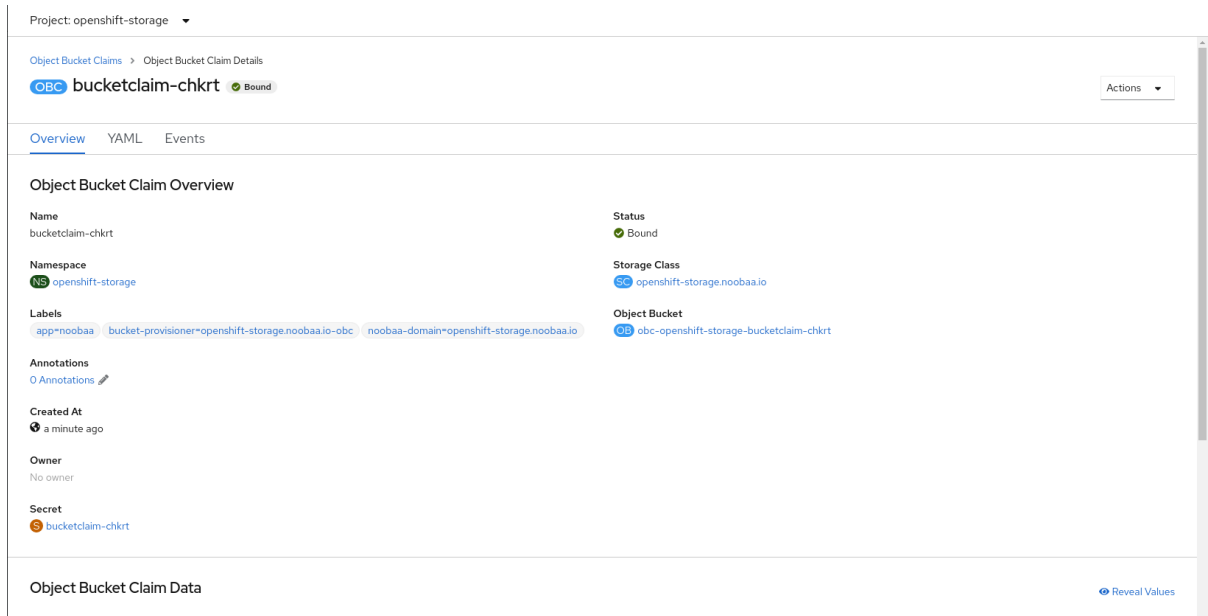 Project: openshift-storage
Object Bucket Claims > Object Bucket Claim Details
OBC bucketclaim-chkrt Bound
Actions
Overview YAML Events
Object Bucket Claim Overview
Name
bucketclaim-chkrt
Status
Bound
Namespace
NS openshift-storage
Storage Class
SC openshift-storage.noobaa.io
Labels
app=noobaa bucket-provisioner=openshift-storage.noobaa.io-obc noobaa-domain=openshift-storage.noobaa.io
Object Bucket
OB obc-openshift-storage-bucketclaim-chkrt
Annotations
0 Annotations
Created At
a minute ago
Owner
No owner
Secret
S bucketclaim-chkrt
Object Bucket Claim Data
Reveal Values